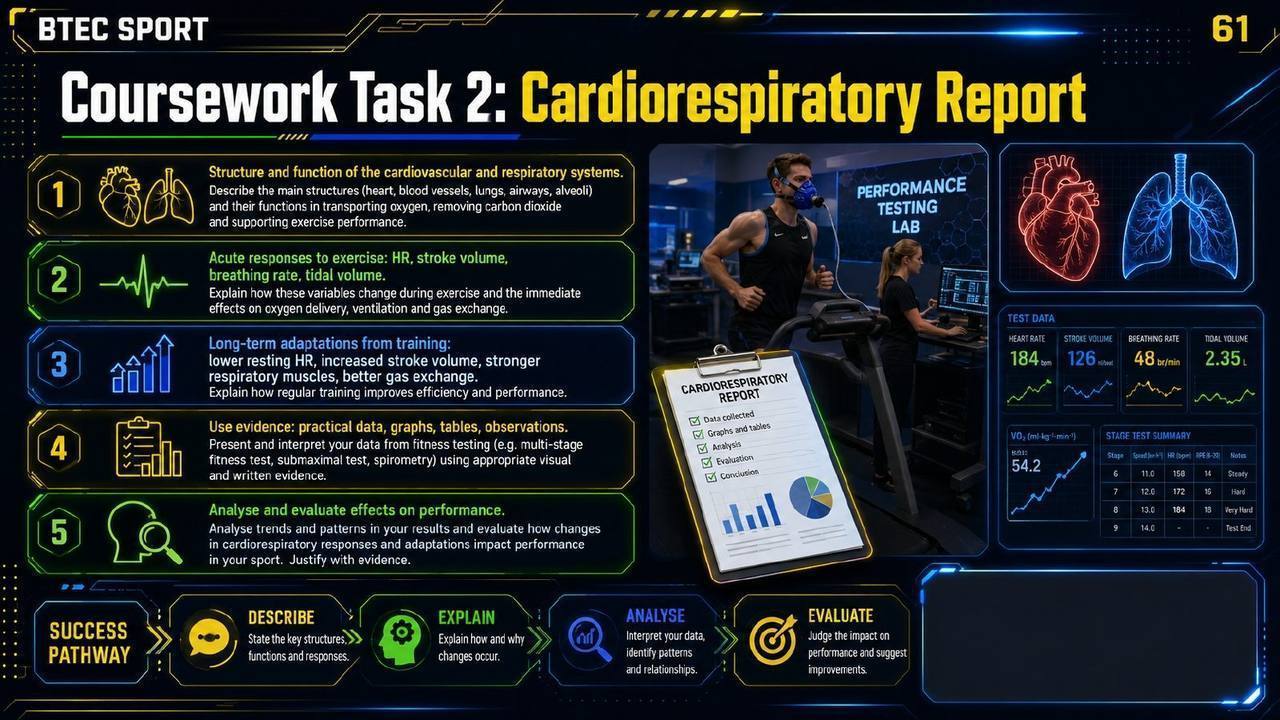 BTEC SPORT
61
Coursework Task 2: Cardiorespiratory Report
1
Structure and function of the cardiovascular and respiratory systems.
Describe the main structures (heart, blood vessels, lungs, airways, alveoli)
and their functions in transporting oxygen, removing carbon dioxide
and supporting exercise performance.
2
Acute responses to exercise: HR, stroke volume,
breathing rate, tidal volume.
Explain how these variables change during exercise and the immediate
effects on oxygen delivery, ventilation and gas exchange.
3
Long-term adaptations from training:
lower resting HR, increased stroke volume, stronger
respiratory muscles, better gas exchange.
Explain how regular training improves efficiency and performance.
4
Use evidence: practical data, graphs, tables, observations.
Present and interpret your data from fitness testing (e.g. multi-stage
fitness test, submaximal test, spirometry) using appropriate visual
and written evidence.
5
Analyse and evaluate effects on performance.
Analyse trends and patterns in your results and evaluate how changes
in cardiorespiratory responses and adaptations impact performance
in your sport. Justify with evidence.
PERFORMANCE
TESTING
LAB
CARDIORESPIRATORY
REPORT
Data collected
Graphs and tables
Analysis
Evaluation
Conclusion
TEST DATA
HEART RATE STROKE VOLUME BREATHING RATE TIDAL VOLUME
184 bpm 126 48 br/min 2.35 L
VO₂ (ml·kg⁻¹·min⁻¹)
54.2
STAGE TEST SUMMARY
Stage Speed HR (bpm) RPE (6-20) Notes
6 11.0 158 14 Steady
7 12.0 172 16 Hard
8 13.0 184 18 Very Hard
9 14.0 - - Test End
SUCCESS
PATHWAY
DESCRIBE
State the key structures,
functions and responses.
EXPLAIN
Explain how and why
changes occur.
ANALYSE
Interpret your data,
identify patterns
and relationships.
EVALUATE
Judge the impact on
performance and suggest
improvements.